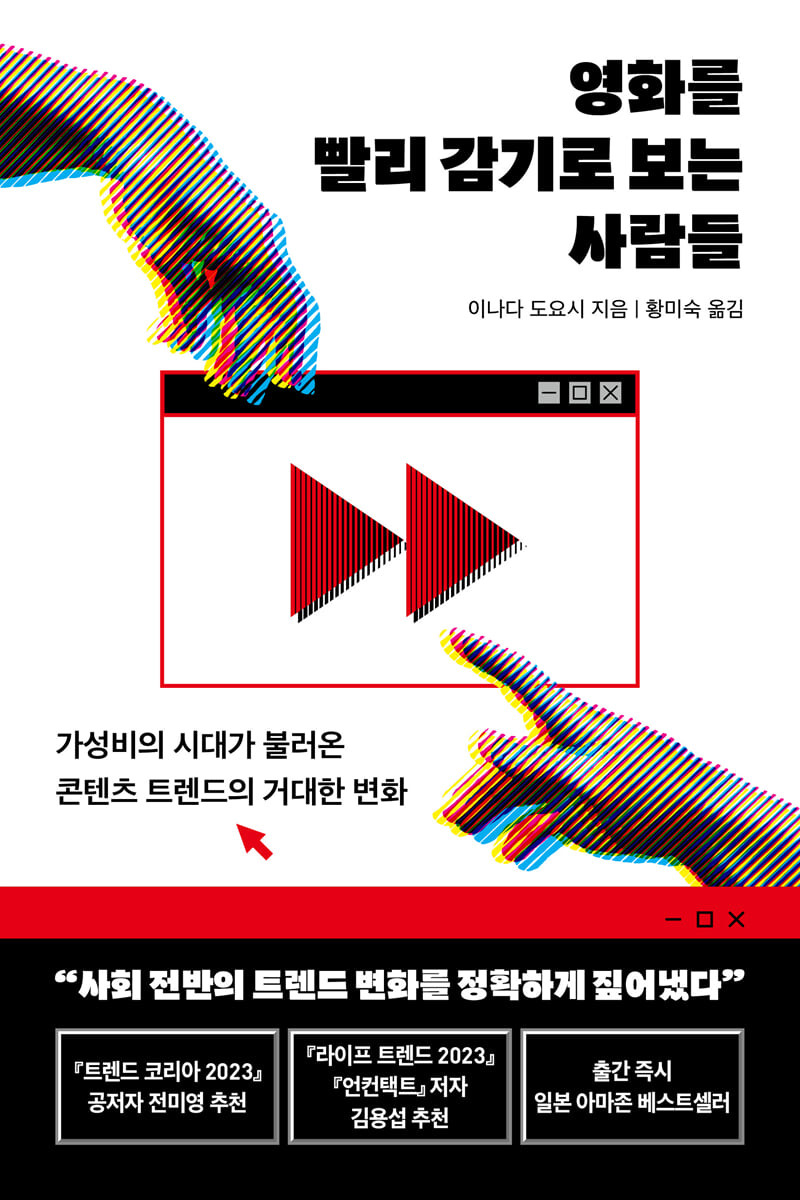 영화를
빨리 감기로 보는
사람들
이나다 도요시 지음 | 황미숙 옮김
가성비의 시대가 불러온
콘텐츠 트렌드의 거대한 변화
“사회 전반의 트렌드 변화를 정확하게 짚어냈다”
『트렌드 코리아 2023』
공저자 전미영 추천
『라이프 트렌드 2023』
『언컨택트』 저자
김용섭 추천
출간 즉시
일본 아마존 베스트셀러